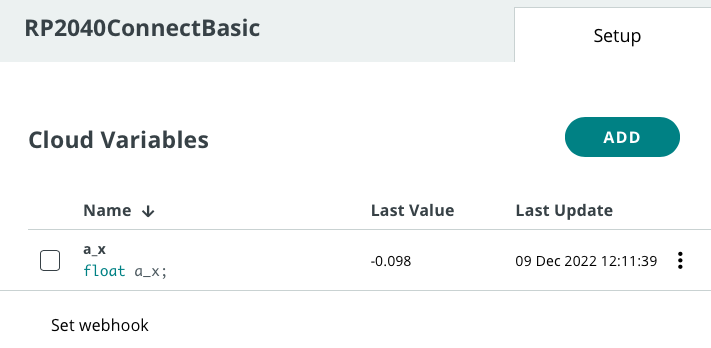 RP2040ConnectBasic
Setup
Cloud Variables
ADD
Name ↓ Last Value Last Update
a_x
float a_x;
-0.098 09 Dec 2022 12:11:39
Set webhook